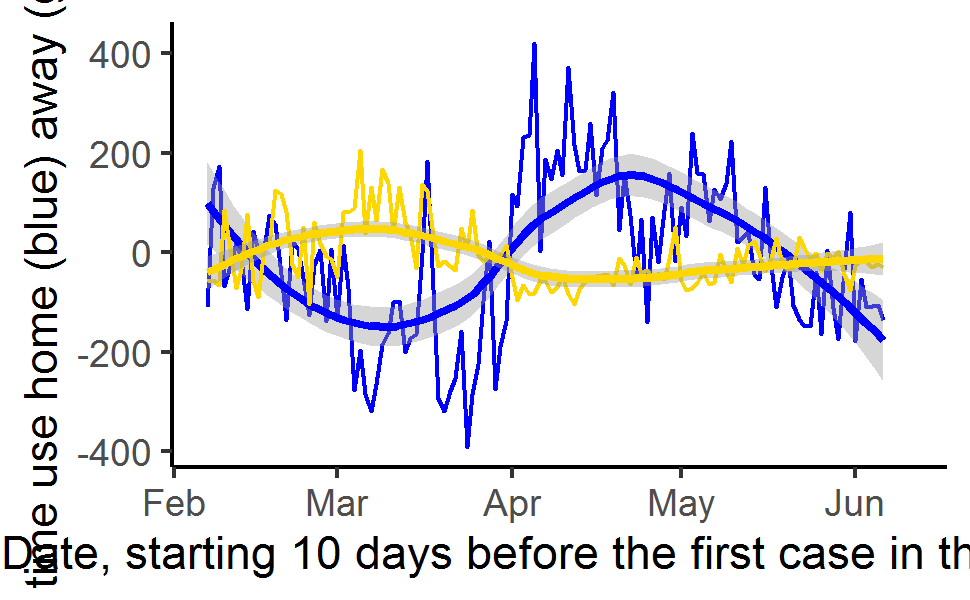 time use home (blue) away (
400
200
0
-200
-400
Feb
Mar
Apr
May
Jun
Date, starting 10 days before the first case in th